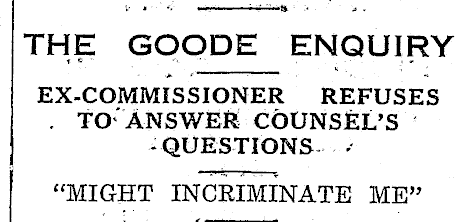 THE GOODE ENQUIRY
EX-COMMISSIONER REFUSES
TO ANSWER COUNSEL'S
QUESTIONS
"MIGHT INCRIMINATE ME"